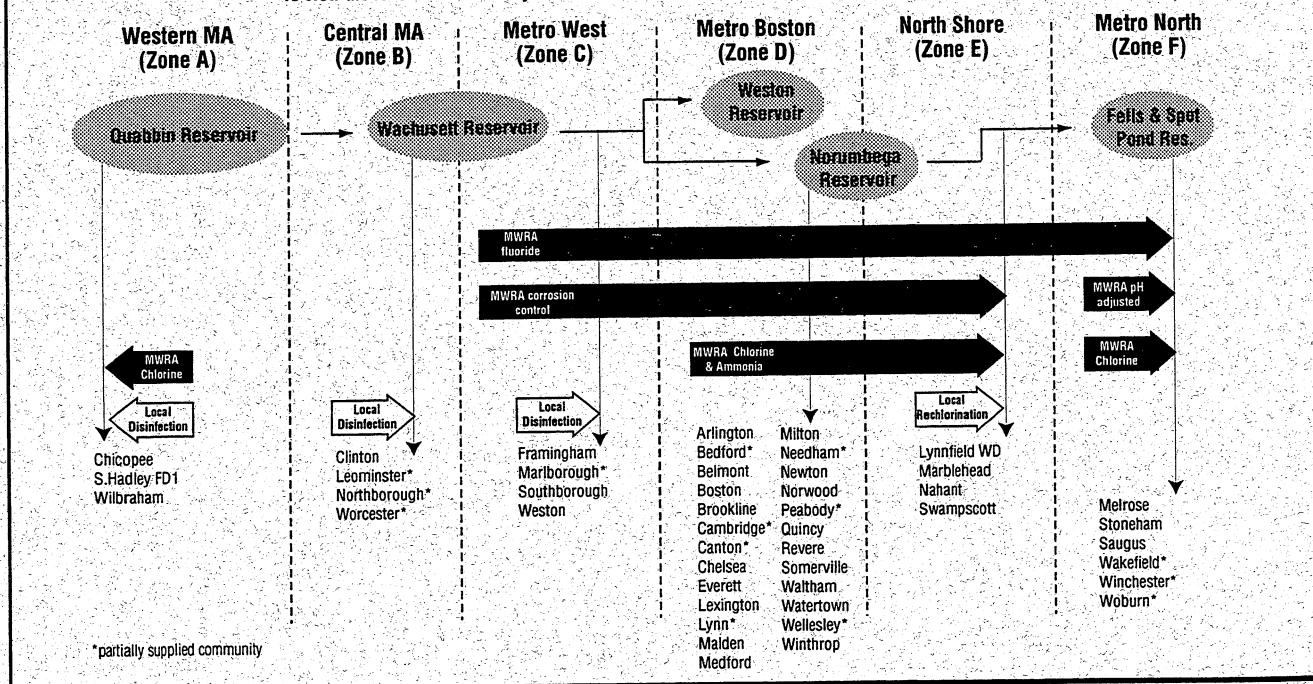 Western MA
(Zone A)
Central MA
(Zone B)
Metro West
(Zone C)
Metro Boston
(Zone D)
North Shore
(Zone E)
Metro North
(Zone F)
Quabbin Reservoir
Wachusett Reservoir
Weston
Reservoir
Norumbega
Reservoir
Fells & Spot
Pond Res.
MWRA
fluoride
MWRA corrosion
control
MWRA pH
adjusted
MWRA
Chlorine
MWRA Chlorine
& Ammonia
MWRA
Chlorine
Local
Disinfection
Local
Disinfection
Local
Disinfection
Local
Rechlorination
Chicopee
S.Hadley FD1
Wilbraham
Clinton
Leominster*
Northborough*
Worcester*
Framingham
Marlborough*
Southborough
Weston
Arlington
Bedford*
Belmont
Boston
Brookline
Cambridge*
Canton*
Chelsea
Everett
Lexington
Lynn*
Malden
Medford
Milton
Needham*
Newton
Norwood
Peabody*
Quincy
Revere
Somerville
Waltham
Watertown
Wellesley*
Winthrop
Lynnfield WD
Marblehead
Nahant
Swampscott
Melrose
Stoneham
Saugus
Wakefield*
Winchester*
Woburn*
*partially supplied community